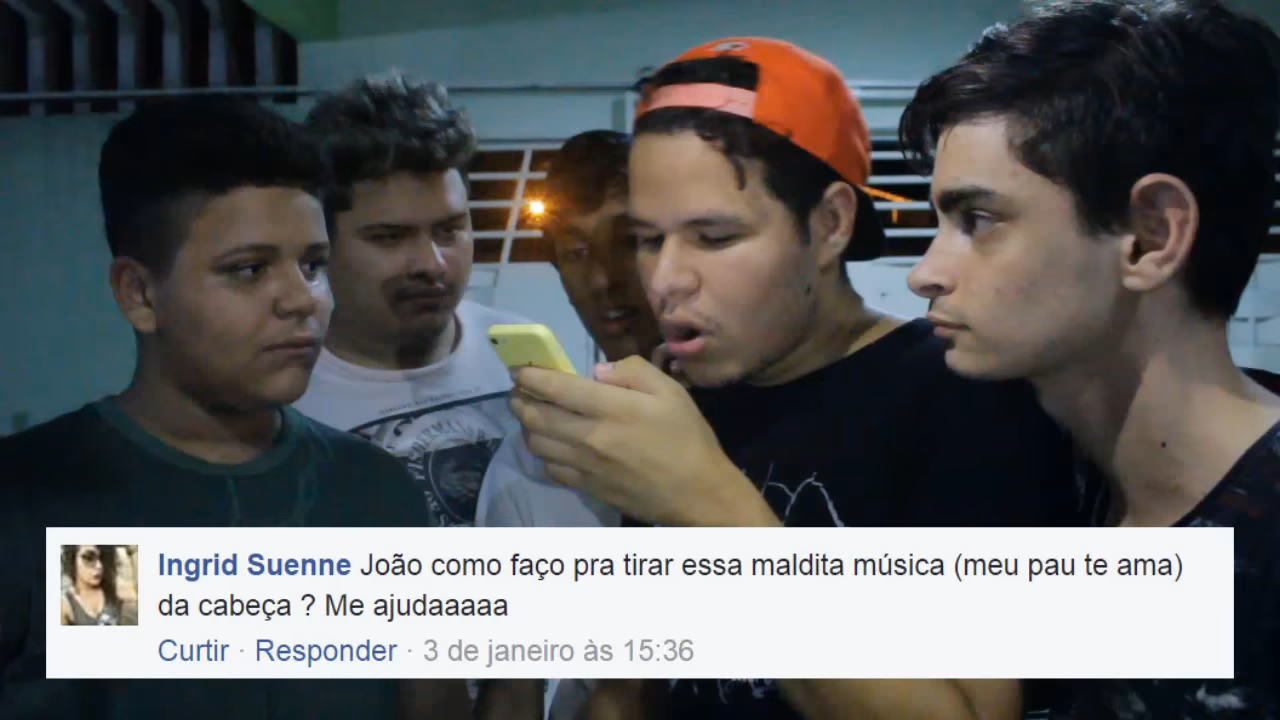 Ingrid Suenne João como faço pra tirar essa maldita música (meu pau te ama)
da cabeça ? Me ajudaaaaa
Curtir · Responder · 3 de janeiro às 15:36